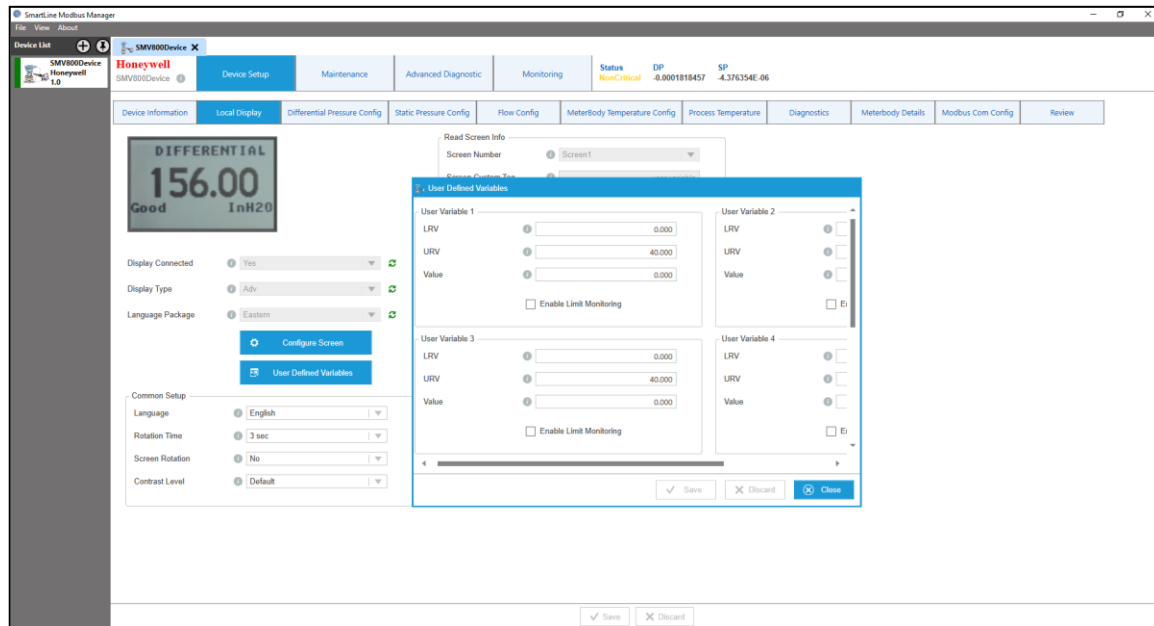 SmartLine Modbus Manager
File View About
Device List
SMV800Device
SMV800Device
Honeywell
1.0
Honeywell
SMV800Device
Device Setup
Maintenance
Advanced Diagnostic
Monitoring
Status DP SP
NonCritical -0.0001818457 -4.376354E-06
Device Information
Local Display
Differential Pressure Config
Static Pressure Config
Flow Config
MeterBody Temperature Config
Process Temperature
Diagnostics
Meterbody Details
Modbus Com Config
Review
DIFFERENTIAL
156.00
Good InH2O
Read Screen Info
Screen Number Screen1
Display Connected Yes
Display Type Adv
Language Package Eastern
Configure Screen
User Defined Variables
Common Setup
Language English
Rotation Time 3 sec
Screen Rotation No
Contrast Level Default
User Defined Variables
User Variable 1
LRV 0.000
URV 40.000
Value 0.000
Enable Limit Monitoring
User Variable 2
LRV
URV
Value
User Variable 3
LRV 0.000
URV 40.000
Value 0.000
Enable Limit Monitoring
User Variable 4
LRV
URV
Value
Save Discard Close
Save Discard